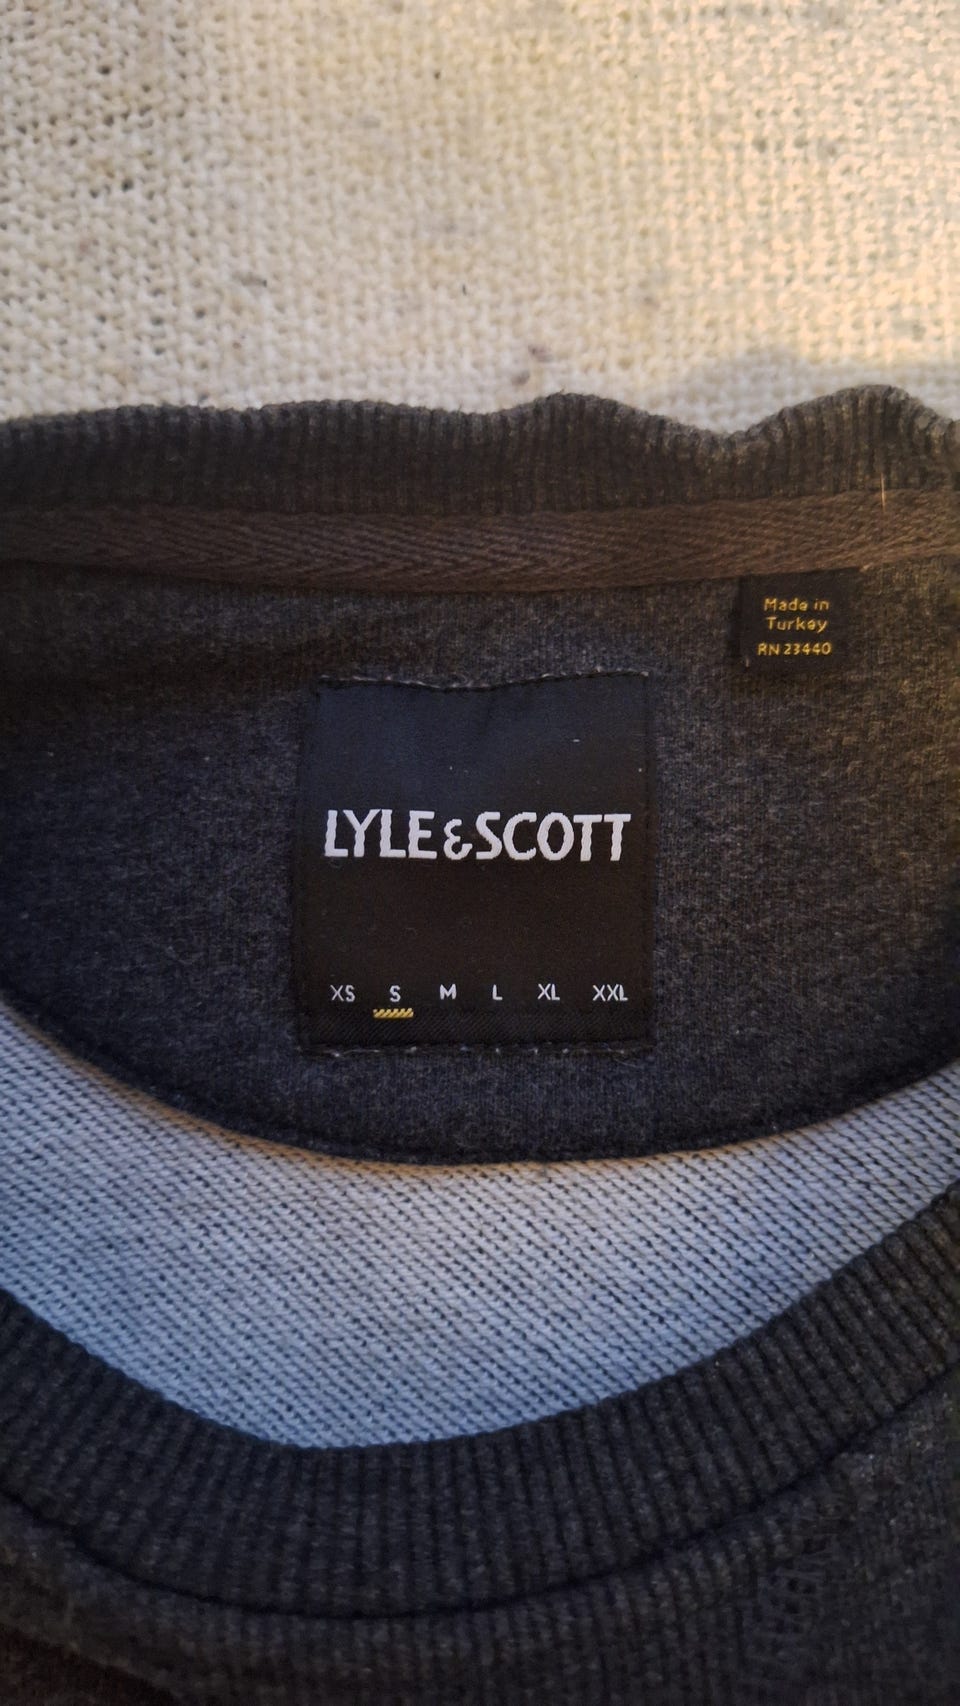 Made in
Turkey
RN 23440
LYLE&SCOTT
XS S M L XL XXL